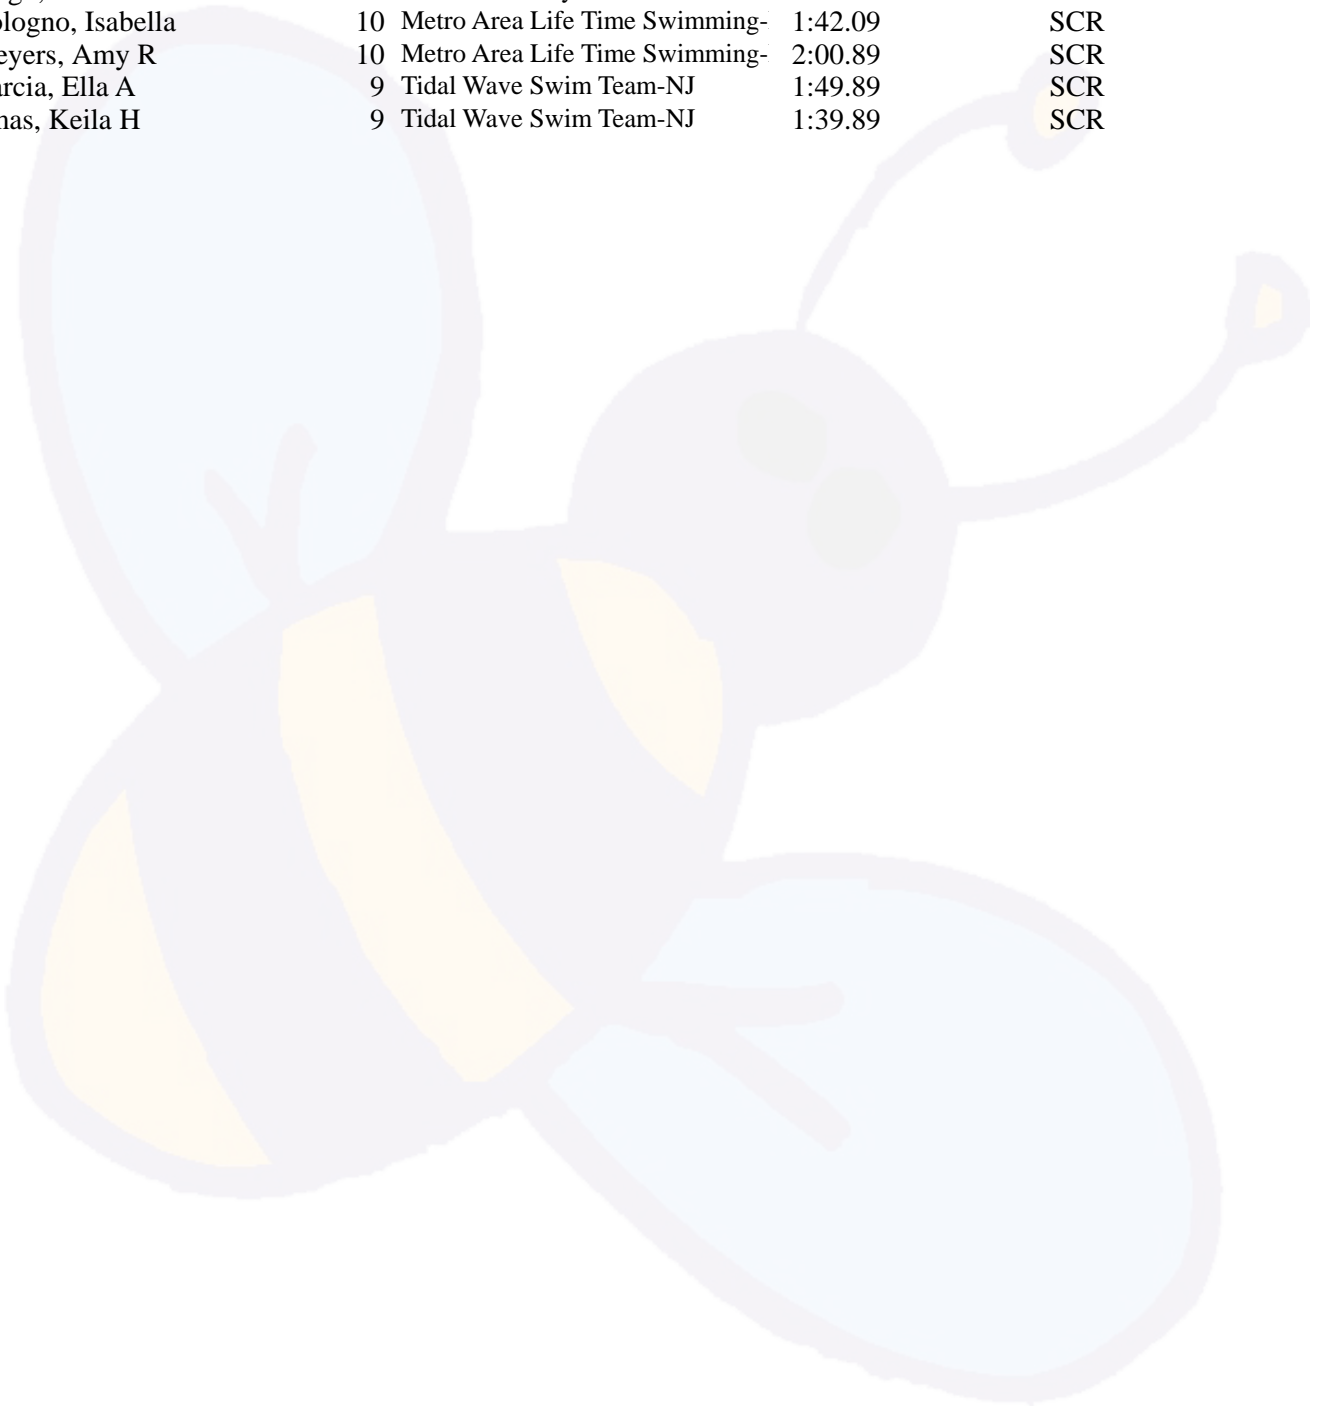 ologno, Isabella 10 Metro Area Life Time Swimming- 1:42.09 SCR
eyers, Amy R 10 Metro Area Life Time Swimming- 2:00.89 SCR
rcia, Ella A 9 Tidal Wave Swim Team-NJ 1:49.89 SCR
nas, Keila H 9 Tidal Wave Swim Team-NJ 1:39.89 SCR